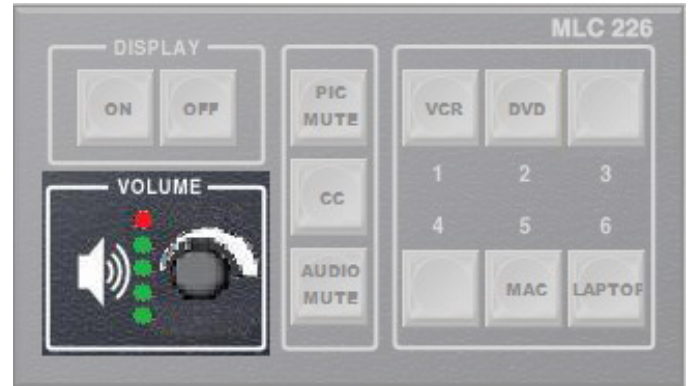 MLC 226
DISPLAY
ON OFF
VOLUME
PIC
MUTE
CC
AUDIO
MUTE
VCR DVD
1 2 3
4 5 6
MAC LAPTOP